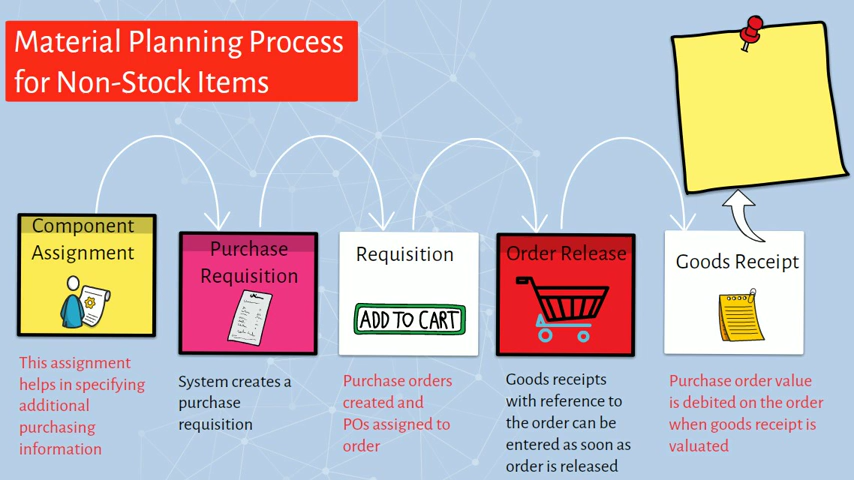 Material Planning Process
for Non-Stock Items
Component
Assignment
This assignment
helps in specifying
additional
purchasing
information
Purchase
Requisition
System creates a
purchase
requisition
Requisition
ADD TO CART
Purchase orders
created and
POs assigned to
order
Order Release
Goods receipts
with reference to
the order can be
entered as soon as
order is released
Goods Receipt
Purchase order value
is debited on the order
when goods receipt is
valuated